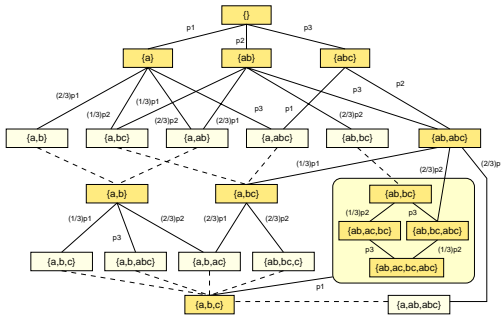 {}
p1
p2
p3
{a}
{ab}
{abc}
(2/3)p1
(1/3)p2
(1/3)p1
(2/3)p2
(2/3)p1
p3
p1
(2/3)p2
p3
p2
{a,b}
{a,bc}
{a,ab}
{a,abc}
{ab,bc}
{ab,abc}
(1/3)p1
(2/3)p2
(2/3)p
{a,b}
{a,bc}
{ab,bc}
(1/3)p1
p3
(2/3)p2
(2/3)p1
(2/3)p2
(1/3)p2
p3
{ab,ac,bc}
{ab,bc,abc}
p3
(1/3)p2
{a,b,c}
{a,b,abc}
{a,b,ac}
{ab,bc,c}
{ab,ac,bc,abc}
p1
{a,b,c}
{a,ab,abc}